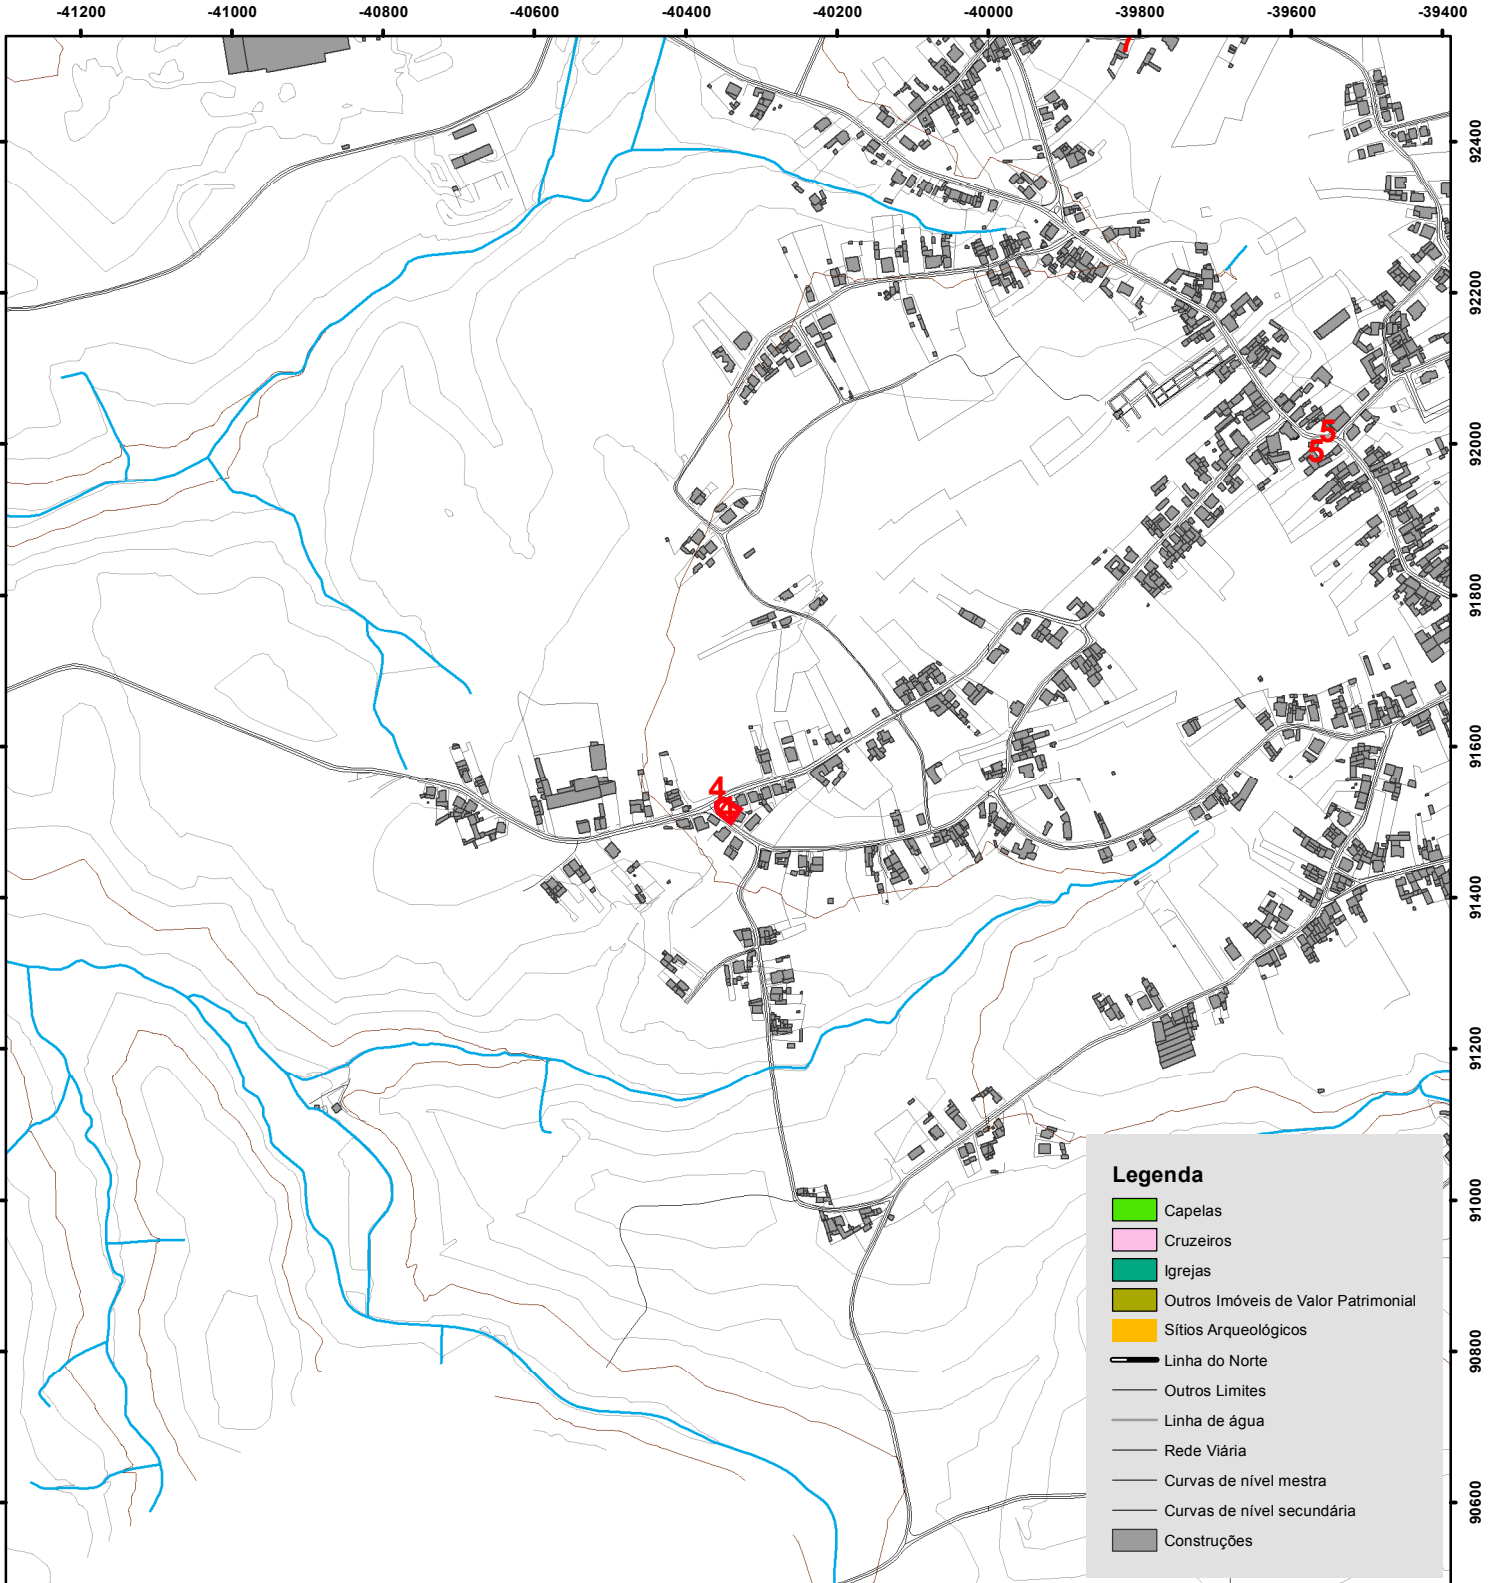 -41200 -41000 -40800 -40600 -40400 -40200 -40000 -39800 -39600 -39400
7
92400
92200
92000
5
5
91800
91600
4
91400
91200
91000
90800
90600
Legenda
Capelas
Cruzeiros
Igrejas
Outros Imóveis de Valor Patrimonial
Sítios Arqueológicos
Linha do Norte
Outros Limites
Linha de água
Rede Viária
Curvas de nível mestra
Curvas de nível secundária
Construções